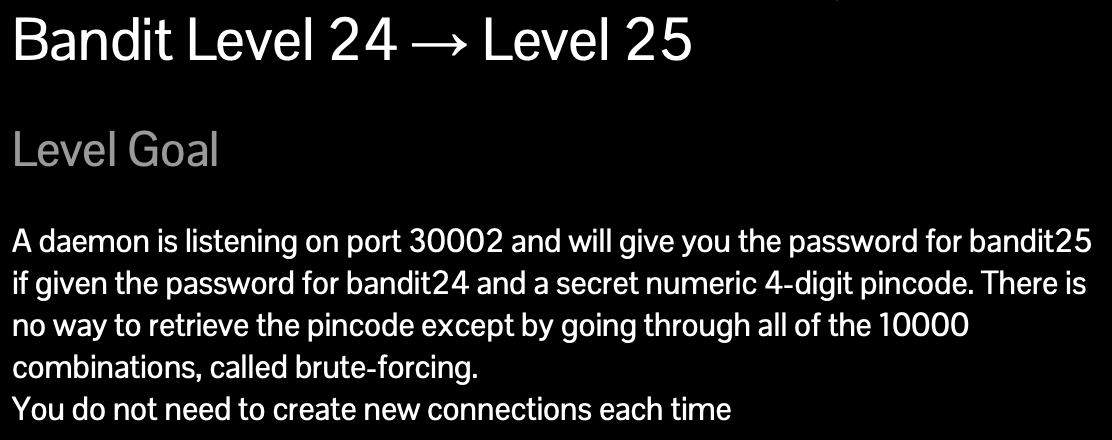 Bandit Level 24 → Level 25
Level Goal
A daemon is listening on port 30002 and will give you the password for bandit25
if given the password for bandit24 and a secret numeric 4-digit pincode. There is
no way to retrieve the pincode except by going through all of the 10000
combinations, called brute-forcing.
You do not need to create new connections each time